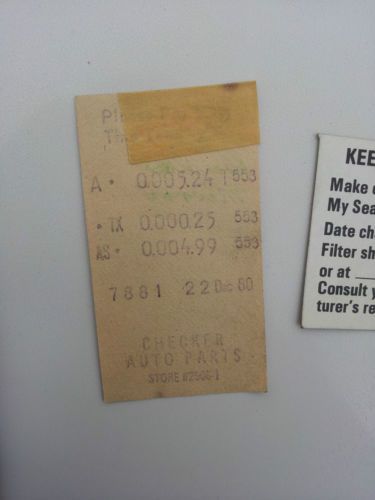 A • 0.005.24 T 553
• TX 0.000.25 553
AS • 0.004.99 553
7881 22 Dec 80
CHECKER
AUTO PARTS
STORE
KEE
Make
My Sea
Date ch
Filter sh
or at
Consult y
turer's re